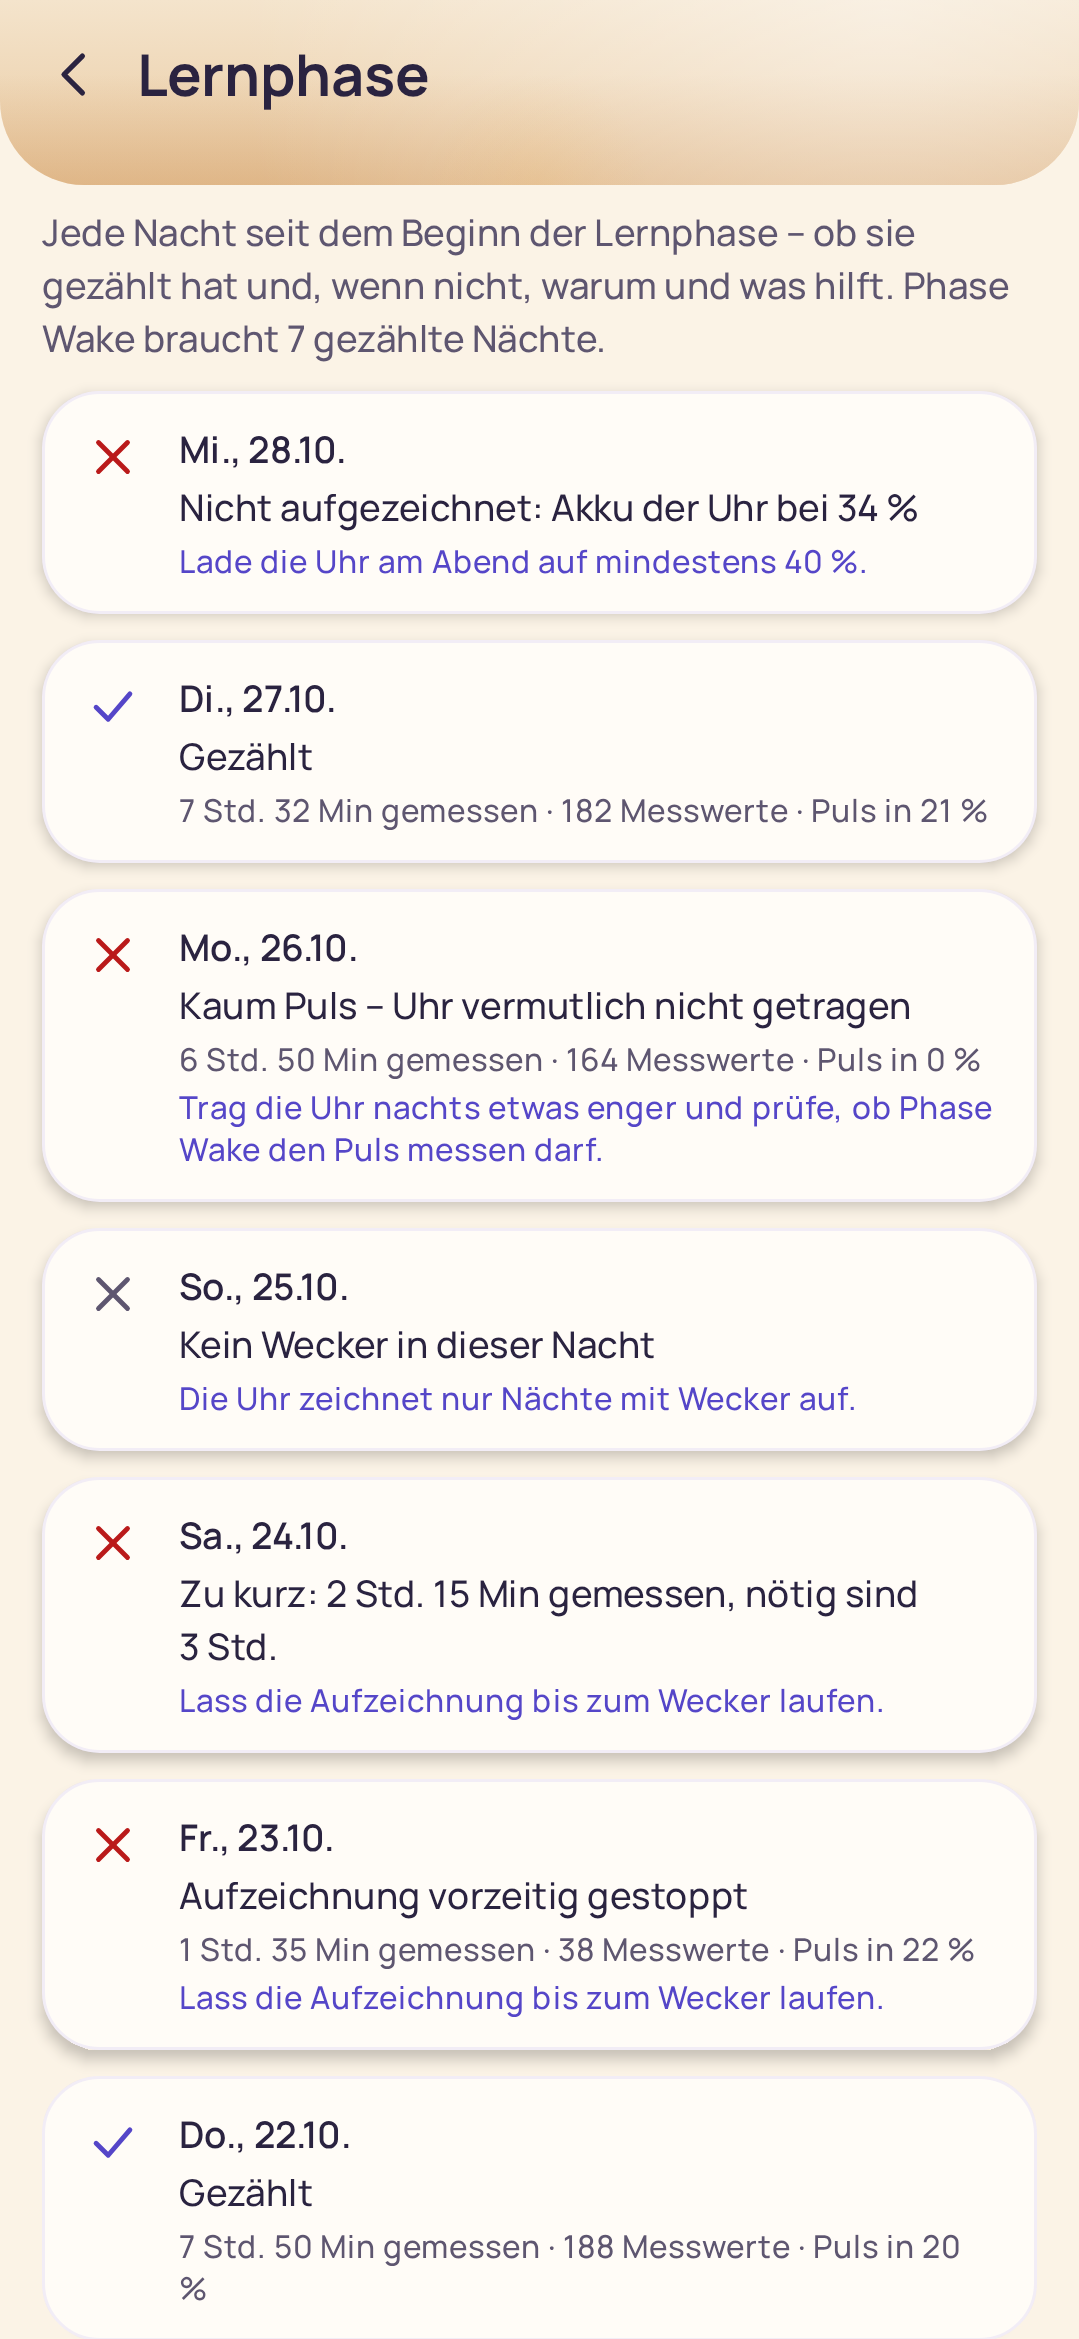 Lernphase
Jede Nacht seit dem Beginn der Lernphase – ob sie
gezählt hat und, wenn nicht, warum und was hilft. Phase
Wake braucht 7 gezählte Nächte.
Mi., 28.10.
Nicht aufgezeichnet: Akku der Uhr bei 34 %
Lade die Uhr am Abend auf mindestens 40 %.
Di., 27.10.
Gezählt
7 Std. 32 Min gemessen · 182 Messwerte · Puls in 21 %
Mo., 26.10.
Kaum Puls – Uhr vermutlich nicht getragen
6 Std. 50 Min gemessen · 164 Messwerte · Puls in 0 %
Trag die Uhr nachts etwas enger und prüfe, ob Phase
Wake den Puls messen darf.
So., 25.10.
Kein Wecker in dieser Nacht
Die Uhr zeichnet nur Nächte mit Wecker auf.
Sa., 24.10.
Zu kurz: 2 Std. 15 Min gemessen, nötig sind
3 Std.
Lass die Aufzeichnung bis zum Wecker laufen.
Fr., 23.10.
Aufzeichnung vorzeitig gestoppt
1 Std. 35 Min gemessen · 38 Messwerte · Puls in 22 %
Lass die Aufzeichnung bis zum Wecker laufen.
Do., 22.10.
Gezählt
7 Std. 50 Min gemessen · 188 Messwerte · Puls in 20
%